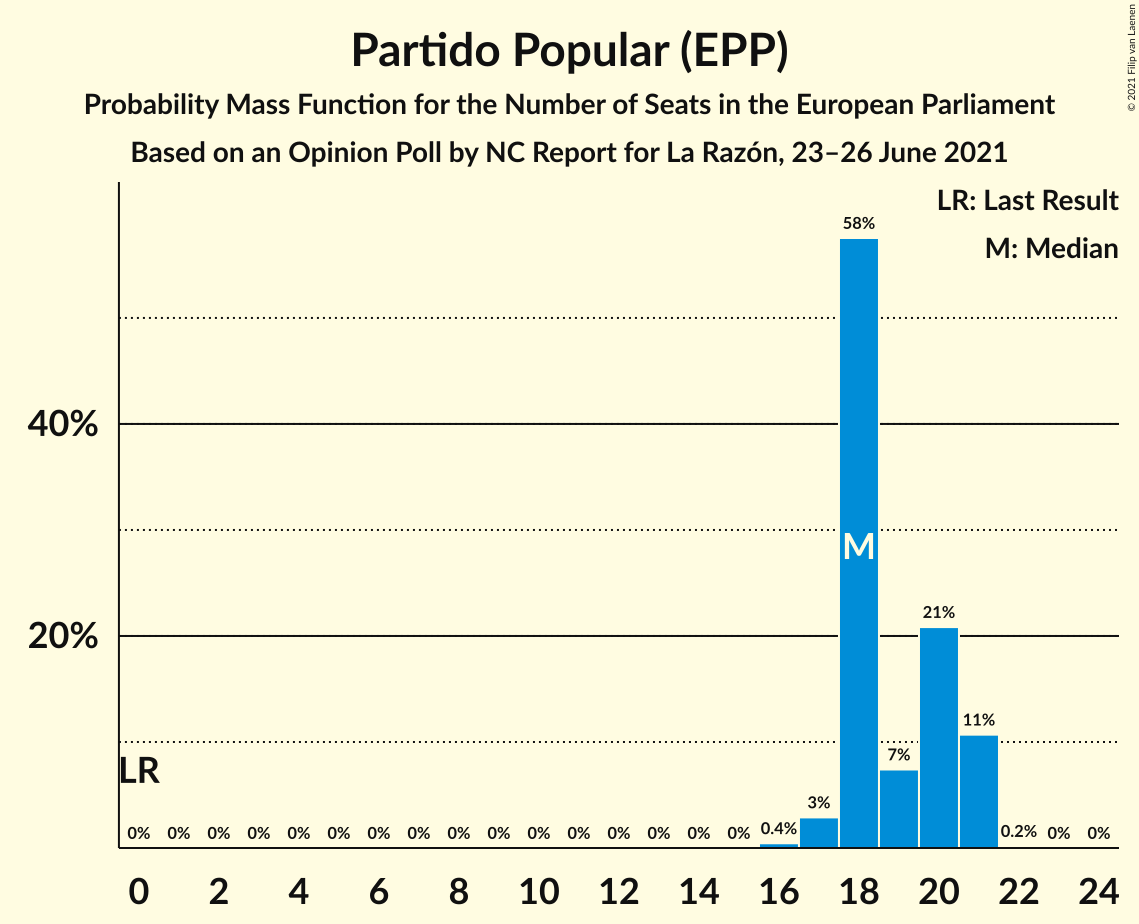 Partido Popular (EPP)
Probability Mass Function for the Number of Seats in the European Parliament
Based on an Opinion Poll by NC Report for La Razón, 23–26 June 2021
© 2021 Filip van Laenen
LR: Last Result
M: Median
58%
40%
M
21%
20%
11%
7%
LR
3%
0% 0% 0% 0% 0% 0% 0% 0% 0% 0% 0% 0% 0% 0% 0% 0% 0.4% 0.2% 0% 0%
0 2 4 6 8 10 12 14 16 18 20 22 24